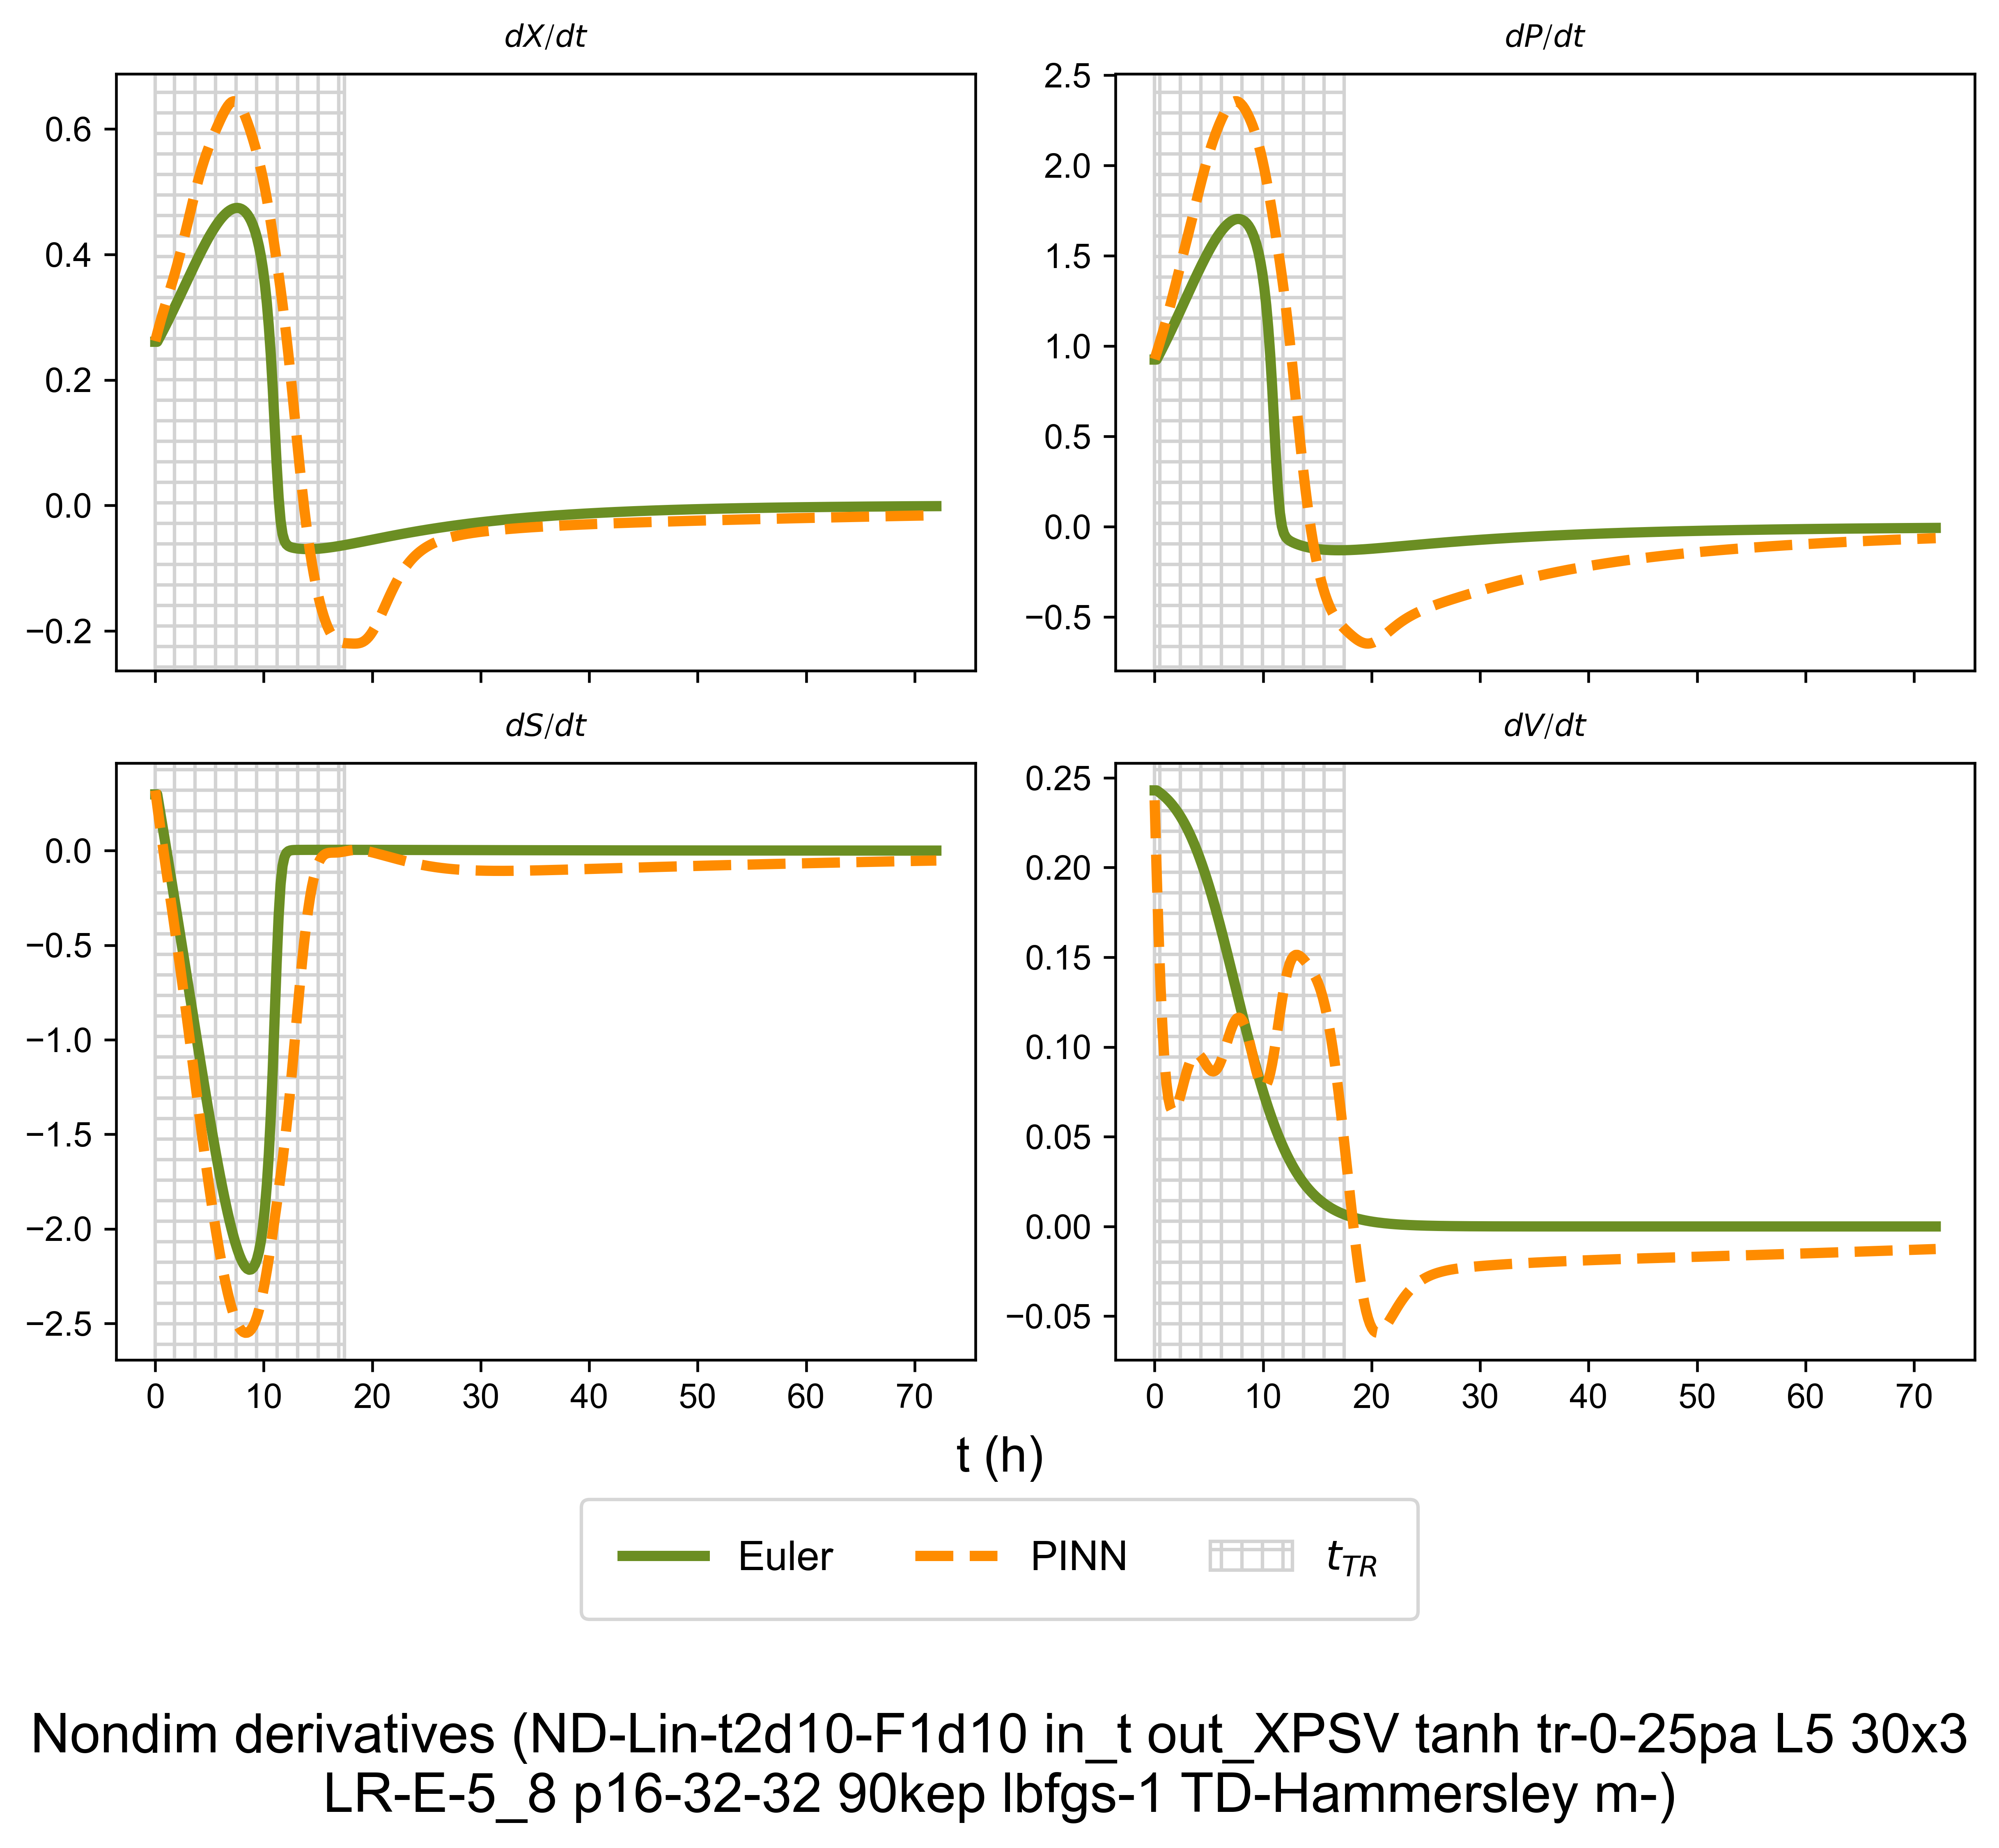 dX/dt
dP/dt
0.6
0.4
0.2
0.0
−0.2
2.5
2.0
1.5
1.0
0.5
0.0
−0.5
dS/dt
dV/dt
0.0
−0.5
−1.0
−1.5
−2.0
−2.5
0 10 20 30 40 50 60 70
0.25
0.20
0.15
0.10
0.05
0.00
−0.05
0 10 20 30 40 50 60 70
t (h)
Euler PINN t_TR
Nondim derivatives (ND-Lin-t2d10-F1d10 in_t out_XPSV tanh tr-0-25pa L5 30x3
LR-E-5_8 p16-32-32 90kep lbfgs-1 TD-Hammersley m-)